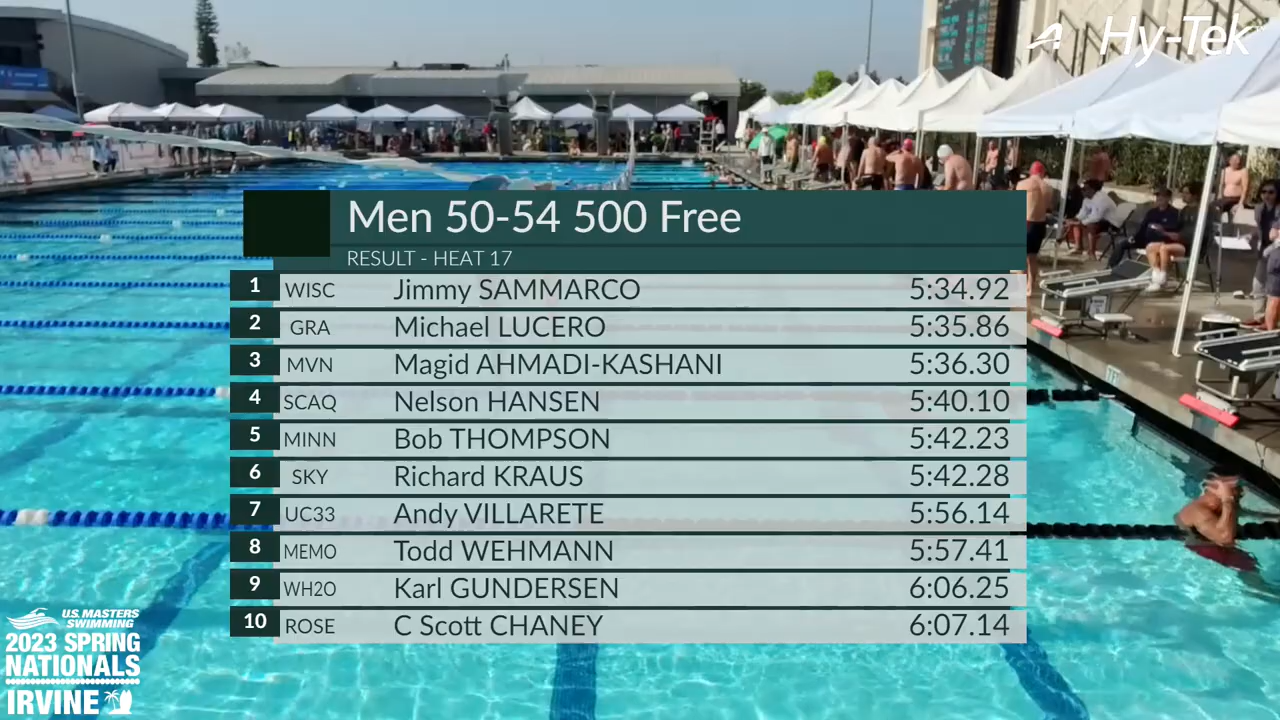 Hy-Tek
Men 50-54 500 Free
RESULT - HEAT 17
1 WISC Jimmy SAMMARCO 5:34.92
2 GRA Michael LUCERO 5:35.86
3 MVN Magid AHMADI-KASHANI 5:36.30
4 SCAQ Nelson HANSEN 5:40.10
5 MINN Bob THOMPSON 5:42.23
6 SKY Richard KRAUS 5:42.28
7 UC33 Andy VILLARETE 5:56.14
8 MEMO Todd WEHMANN 5:57.41
9 WH2O Karl GUNDERSEN 6:06.25
10 ROSE C Scott CHANEY 6:07.14
U.S. MASTERS
SWIMMING
2023 SPRING
NATIONALS
IRVINE